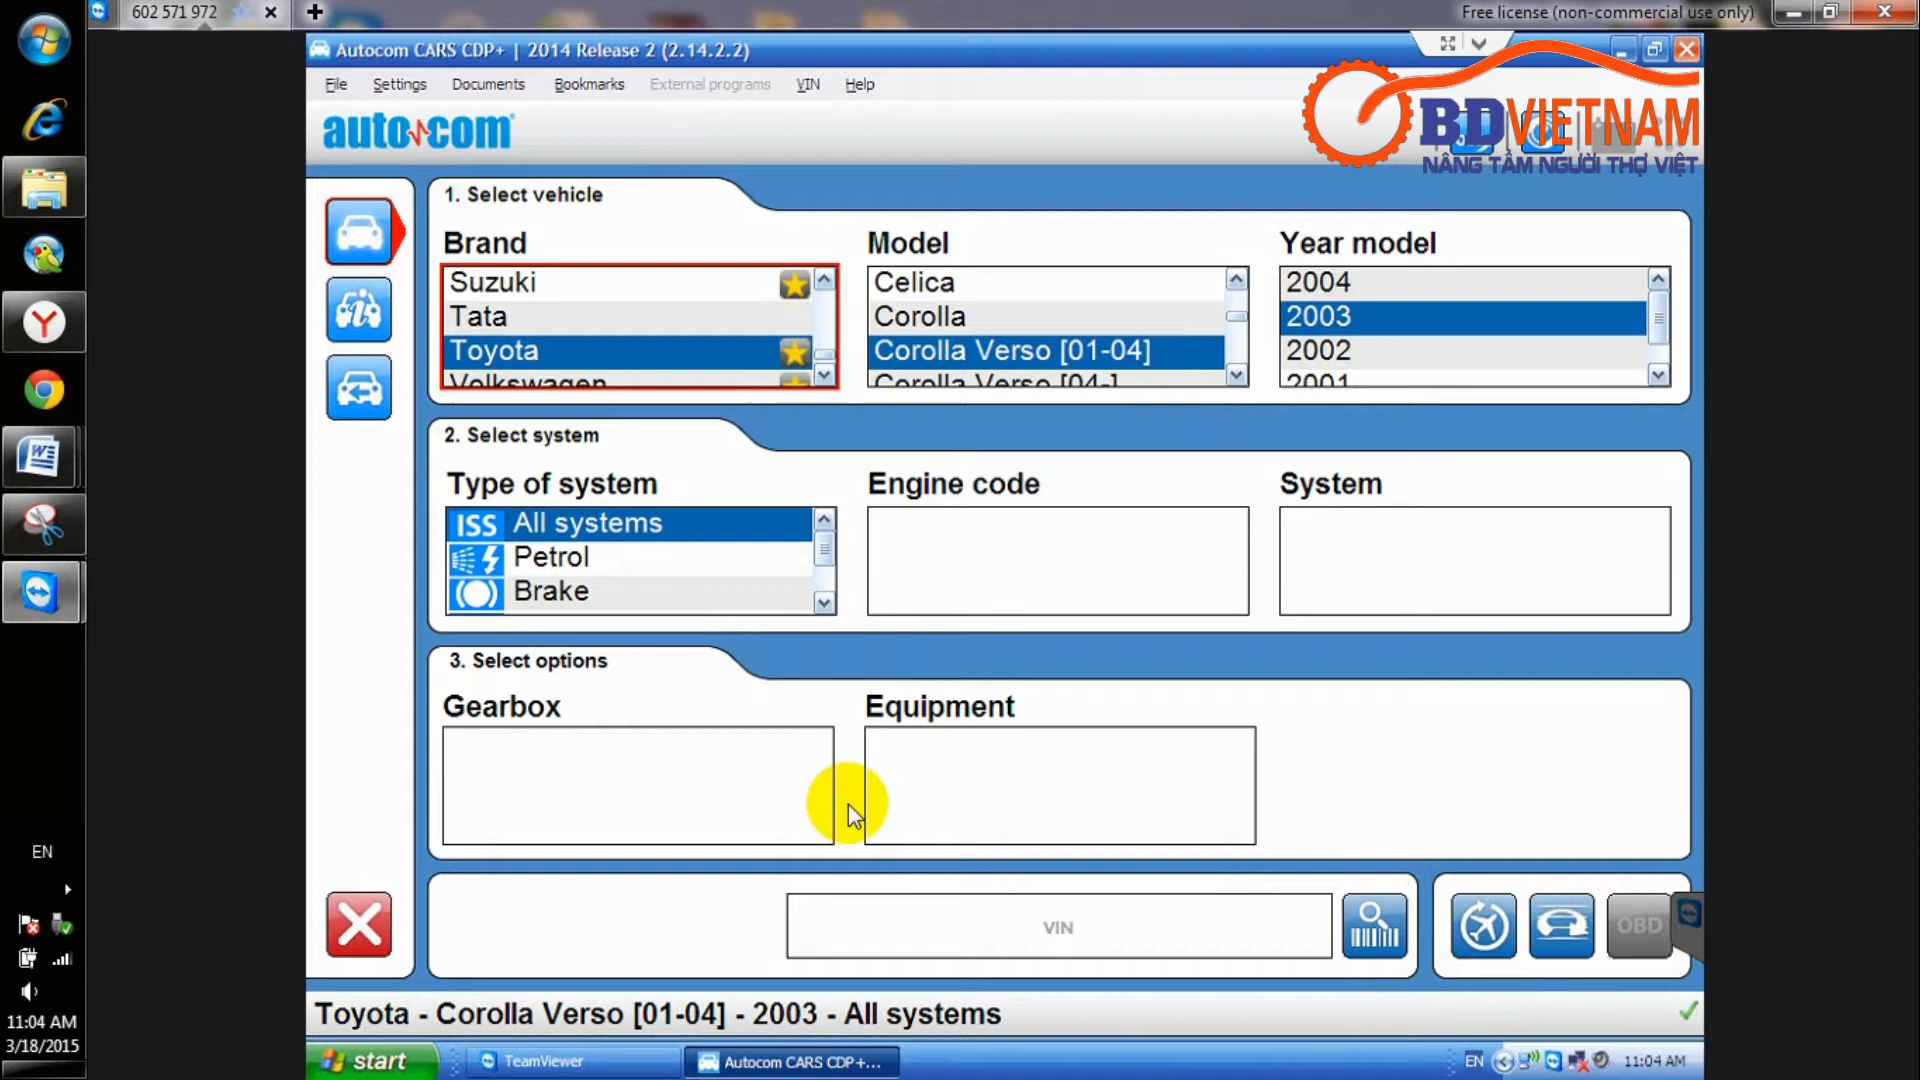 602 571 972
Free license (non-commercial use only)
Autocom CARS CDP+ | 2014 Release 2 (2.14.2.2)
File Settings Documents Bookmarks External programs VIN Help
autocom
BDVIETNAM
NÂNG TẦM NGƯỜI THỢ VIỆT
1. Select vehicle
Brand Model Year model
Suzuki Celica 2004
Tata Corolla 2003
Toyota Corolla Verso [01-04] 2002
Volkswagen Corolla Verso [04-] 2001
2. Select system
Type of system Engine code System
ISS All systems
Petrol
Brake
3. Select options
Gearbox Equipment
VIN
OBD
Toyota - Corolla Verso [01-04] - 2003 - All systems
start TeamViewer Autocom CARS CDP+... EN 11:04 AM
EN
11:04 AM
3/18/2015